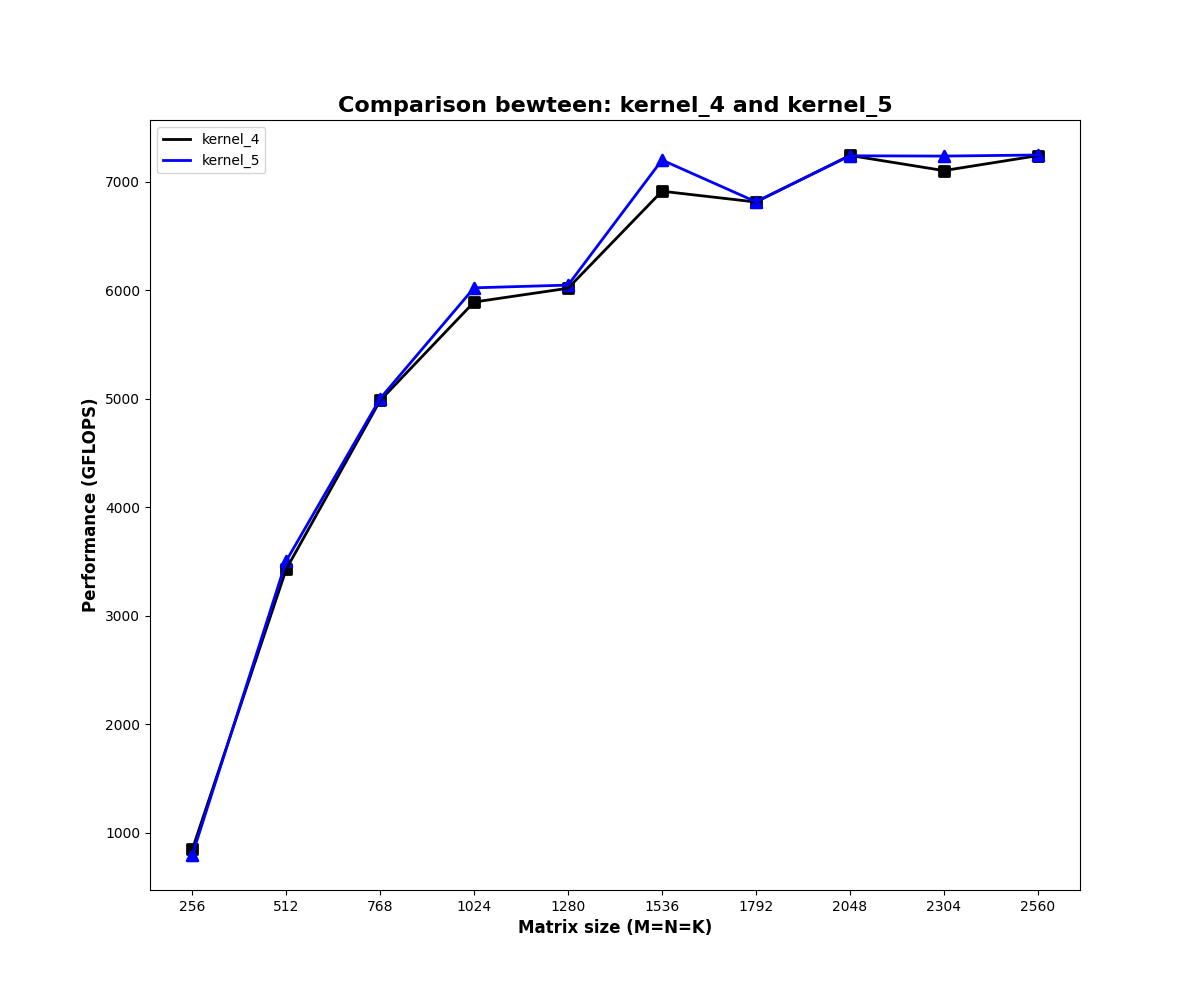 Comparison bewteen: kernel_4 and kernel_5
kernel_4
kernel_5
Performance (GFLOPS)
7000
6000
5000
4000
3000
2000
1000
256 512 768 1024 1280 1536 1792 2048 2304 2560
Matrix size (M=N=K)